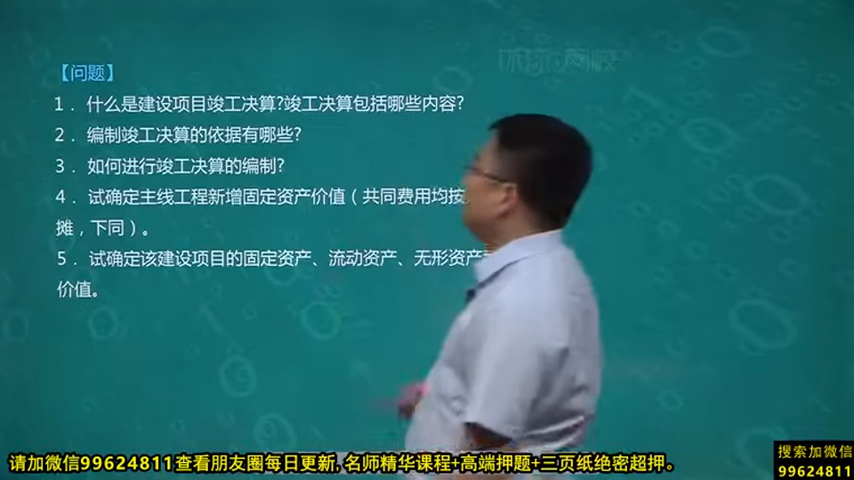 环球网校
【问题】
1． 什么是建设项目竣工决算?竣工决算包括哪些内容?
2． 编制竣工决算的依据有哪些?
3． 如何进行竣工决算的编制?
4． 试确定主线工程新增固定资产价值（共同费用均按
摊，下同）。
5． 试确定该建设项目的固定资产、流动资产、无形资产
价值。
请加微信99624811查看朋友圈每日更新,名师精华课程+高端押题+三页纸绝密超押。
搜索加微信
99624811